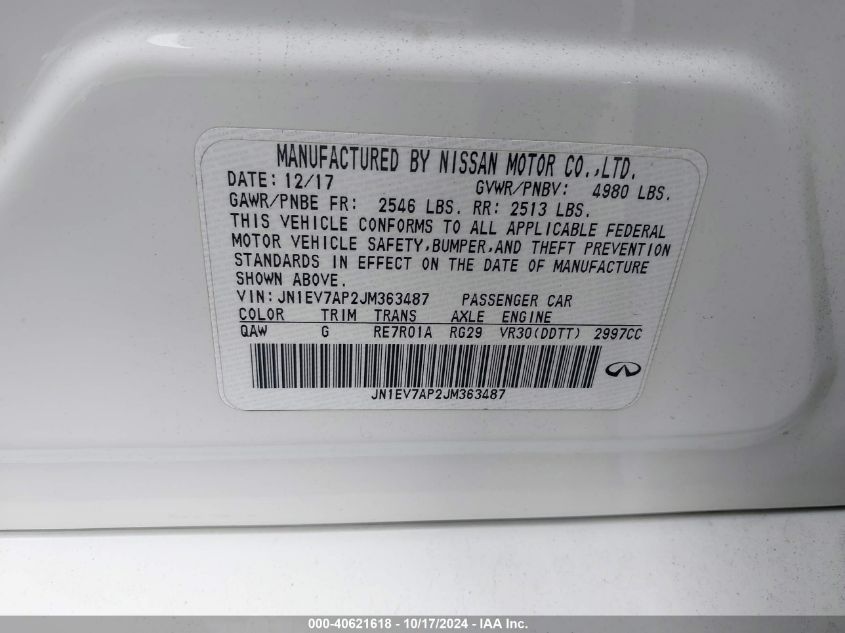 MANUFACTURED BY NISSAN MOTOR CO.,LTD.
DATE: 12/17 GVWR/PNBV: 4980 LBS.
GAWR/PNBE FR: 2546 LBS. RR: 2513 LBS.
THIS VEHICLE CONFORMS TO ALL APPLICABLE FEDERAL
MOTOR VEHICLE SAFETY,BUMPER,AND THEFT PREVENTION
STANDARDS IN EFFECT ON THE DATE OF MANUFACTURE
SHOWN ABOVE.
VIN: JN1EV7AP2JM363487 PASSENGER CAR
COLOR TRIM TRANS AXLE ENGINE
QAW G RE7R01A RG29 VR30(DDTT) 2997CC
JN1EV7AP2JM363487
000-40621618 - 10/17/2024 - IAA Inc.